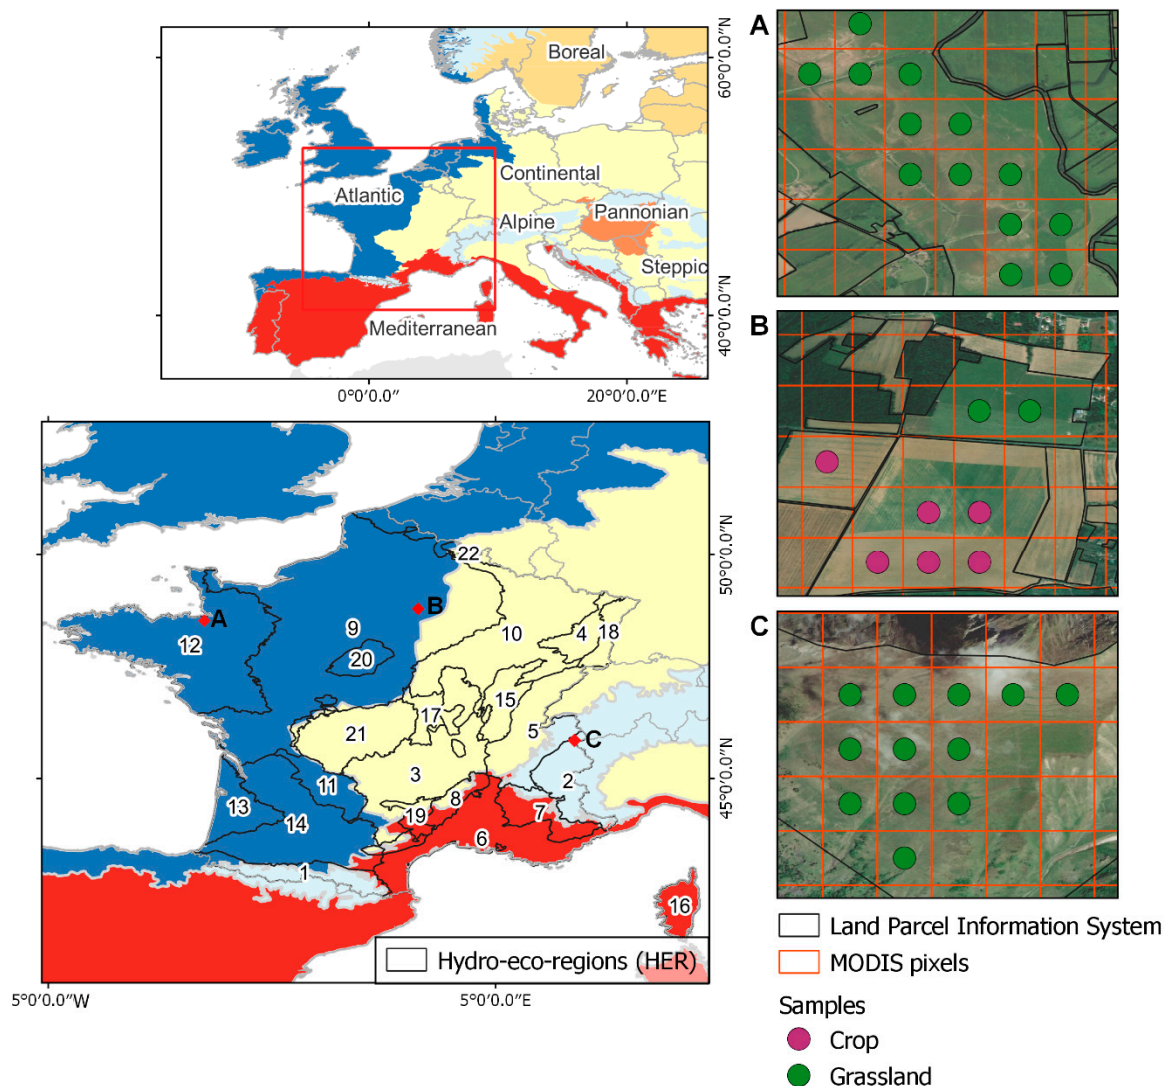 Boreal
Continental
Atlantic
Alpine
Pannonian
Steppic
Mediterranean
60°0'0.0"N
40°0'0.0"N
0°0'0.0"
20°0'0.0"E
22
A
B
9
12
20
10
4
18
15
17
21
5
C
3
2
11
13
8
14
19
7
6
1
16
Hydro-eco-regions (HER)
50°0'0.0"N
45°0'0.0"N
5°0'0.0"W
5°0'0.0"E
A
B
C
Land Parcel Information System
MODIS pixels
Samples
Crop
Grassland